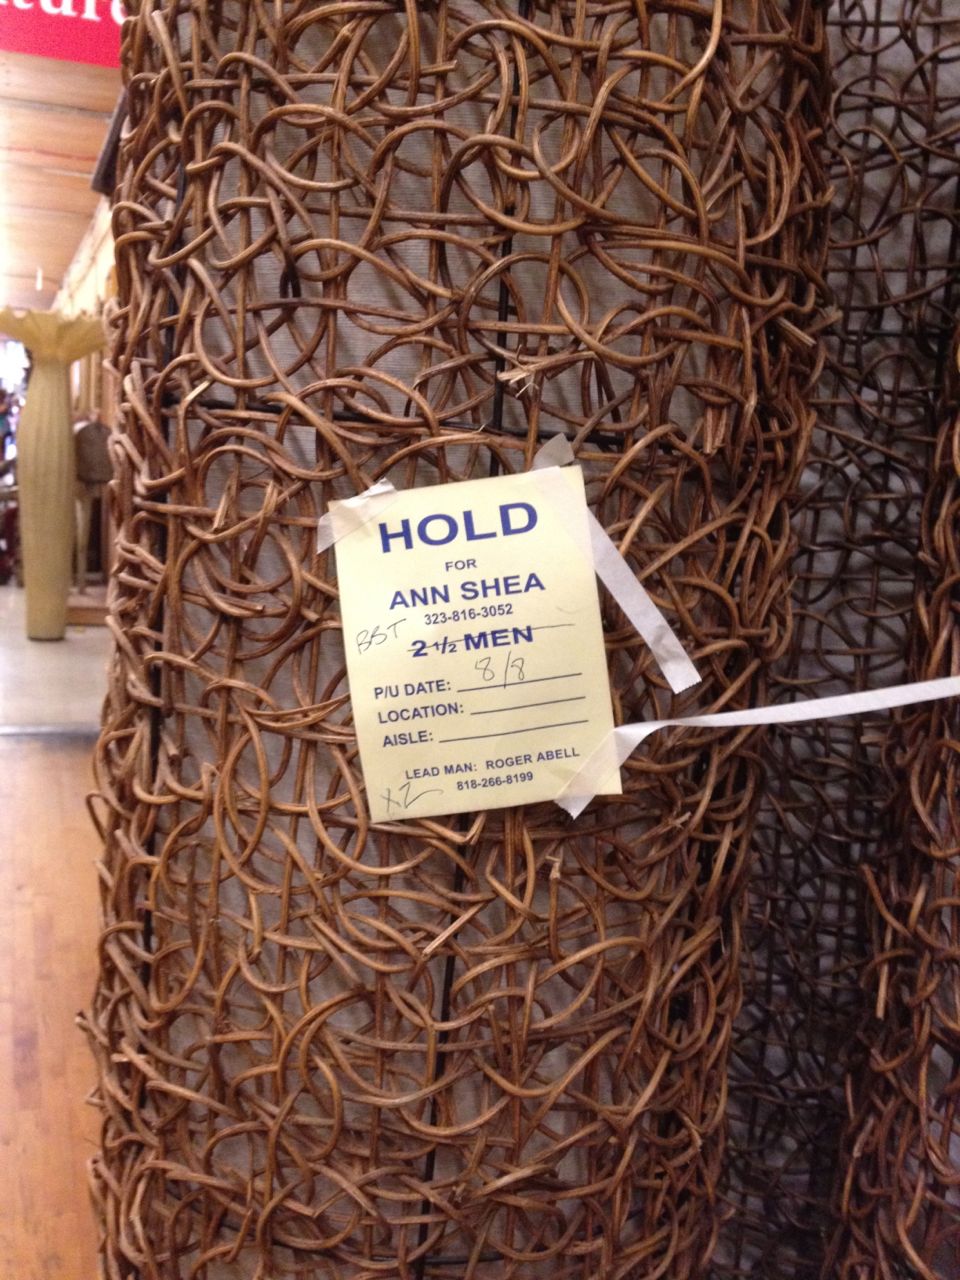 ture
HOLD
FOR
ANN SHEA
323-816-3052
BBT 2 1/2 MEN
P/U DATE: 8/8
LOCATION:
AISLE:
LEAD MAN: ROGER ABELL
x2 818-266-8199